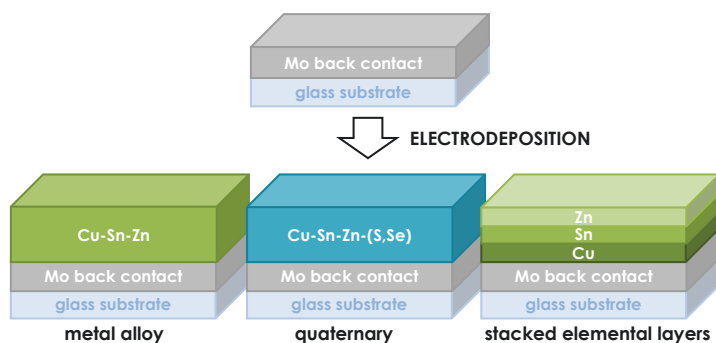 Mo back contact
glass substrate
ELECTRODEPOSITION
Cu-Sn-Zn
Mo back contact
glass substrate
metal alloy
Cu-Sn-Zn-(S,Se)
Mo back contact
glass substrate
quaternary
Zn
Sn
Cu
Mo back contact
glass substrate
stacked elemental layers